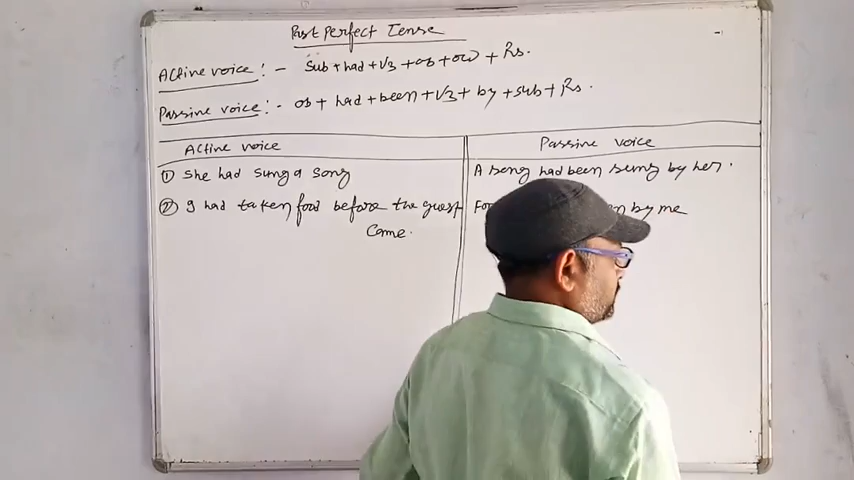 Past Perfect Tense
Active voice :- Sub + had + V3 + ob + ow + Rs.
Passive voice :- ob + had + been + V3 + by + sub + Rs.
Active voice
Passive voice
① She had sung a song
A song had been sung by her.
② I had taken food before the guest
by me
Came.